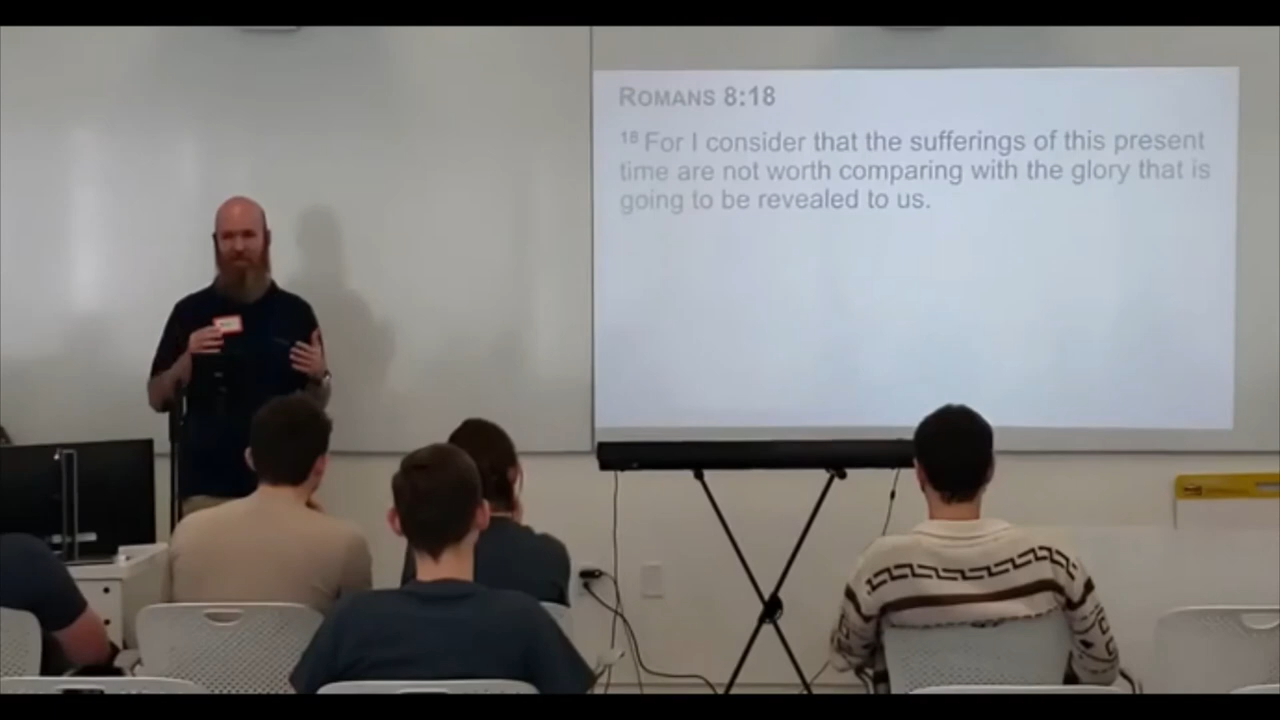 ROMANS 8:18
18 For I consider that the sufferings of this present
time are not worth comparing with the glory that is
going to be revealed to us.